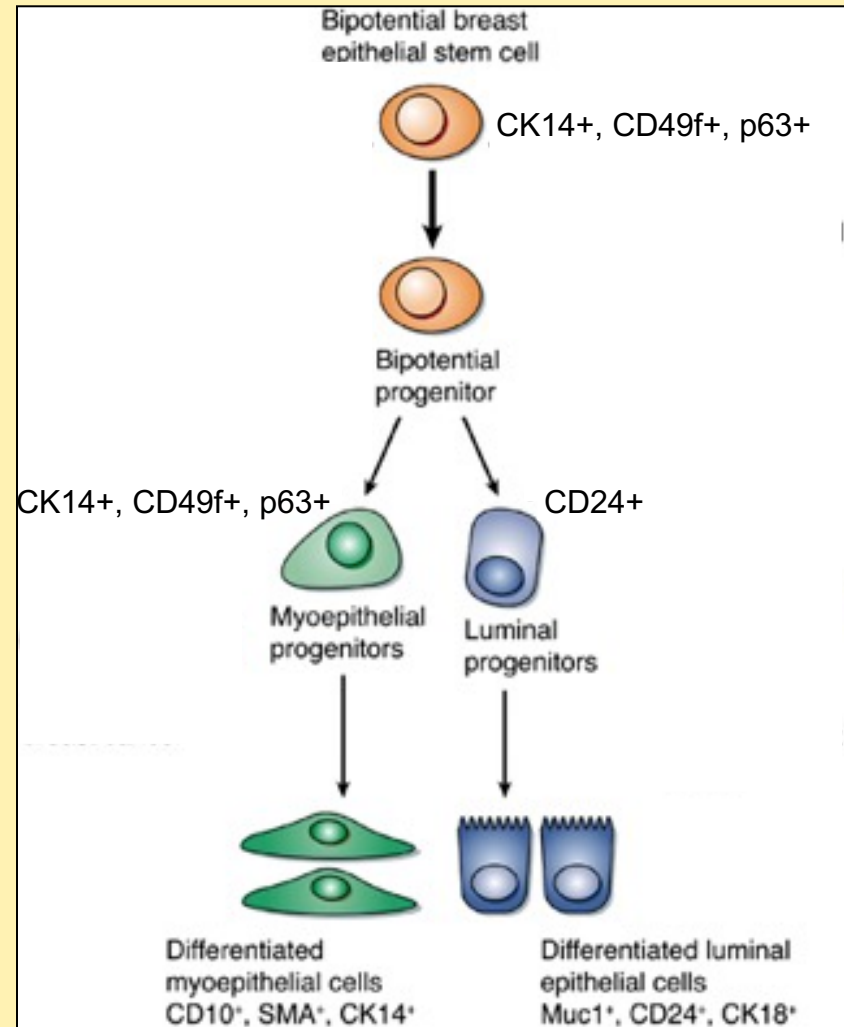 Bipotential breast
epithelial stem cell
CK14+, CD49f+, p63+
Bipotential
progenitor
CK14+, CD49f+, p63+
CD24+
Myoepithelial
progenitors
Luminal
progenitors
Differentiated
myoepithelial cells
CD10⁺, SMA⁺, CK14⁺
Differentiated luminal
epithelial cells
Muc1⁺, CD24⁺, CK18⁺